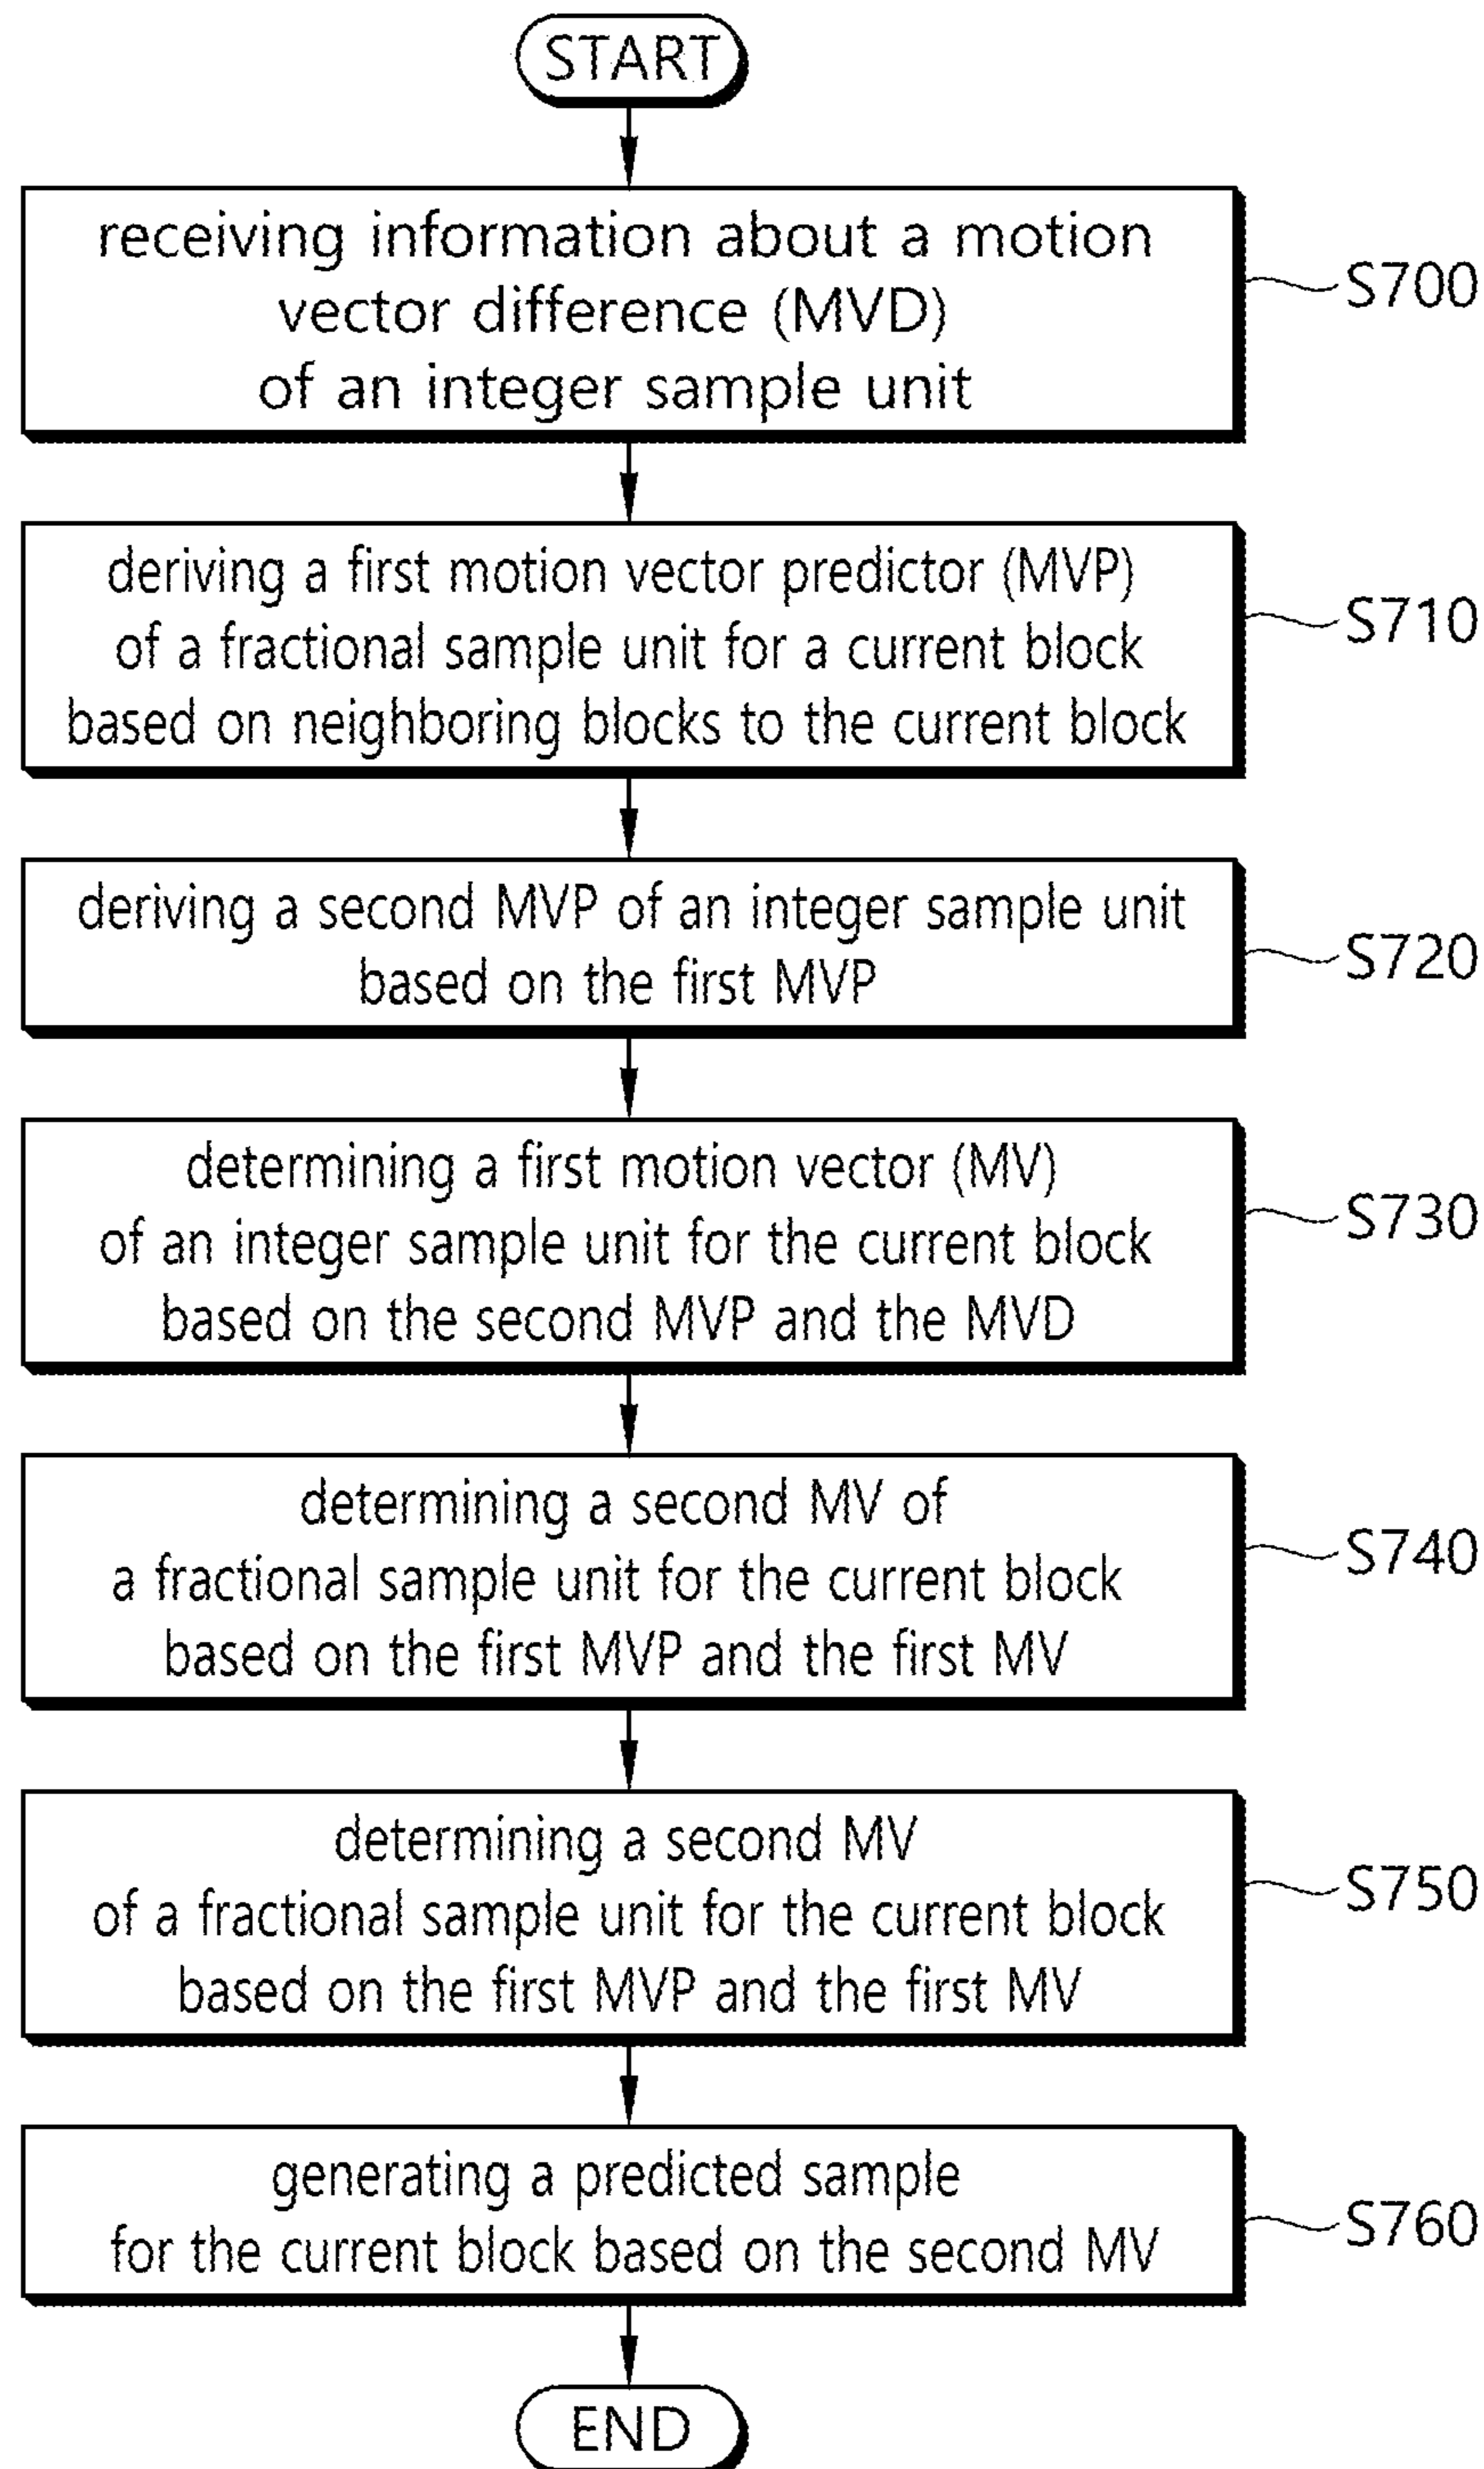 START
receiving information about a motion
vector difference (MVD)
of an integer sample unit
S700
deriving a first motion vector predictor (MVP)
of a fractional sample unit for a current block
based on neighboring blocks to the current block
S710
deriving a second MVP of an integer sample unit
based on the first MVP
S720
determining a first motion vector (MV)
of an integer sample unit for the current block
based on the second MVP and the MVD
S730
determining a second MV of
a fractional sample unit for the current block
based on the first MVP and the first MV
S740
determining a second MV
of a fractional sample unit for the current block
based on the first MVP and the first MV
S750
generating a predicted sample
for the current block based on the second MV
S760
END